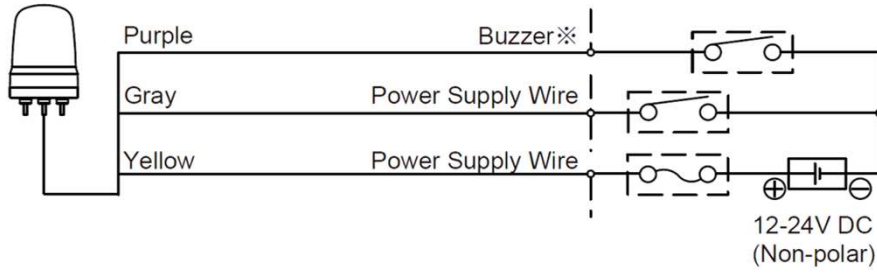 Purple Buzzer※
Gray Power Supply Wire
Yellow Power Supply Wire
⊕ ⊖
12-24V DC
(Non-polar)